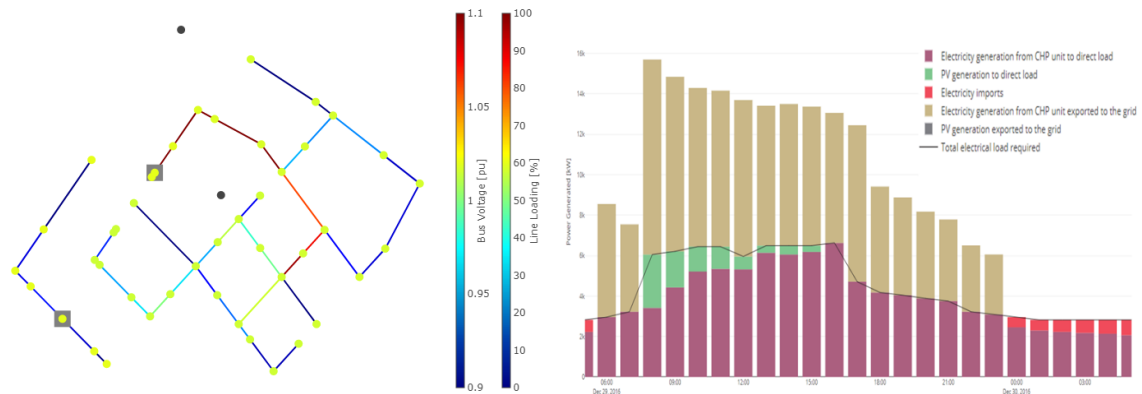 1.1
1.05
1
0.95
0.9
Bus Voltage [pu]
100
90
80
70
60
50
40
30
20
10
0
Line Loading [%]
16k
14k
12k
10k
8k
6k
4k
2k
0
Power Generated (kW)
Electricity generation from CHP unit to direct load
PV generation to direct load
Electricity imports
Electricity generation from CHP unit exported to the grid
PV generation exported to the grid
Total electrical load required
06:00 09:00 12:00 15:00 18:00 21:00 00:00 03:00
Dec 29, 2016 Dec 30, 2016